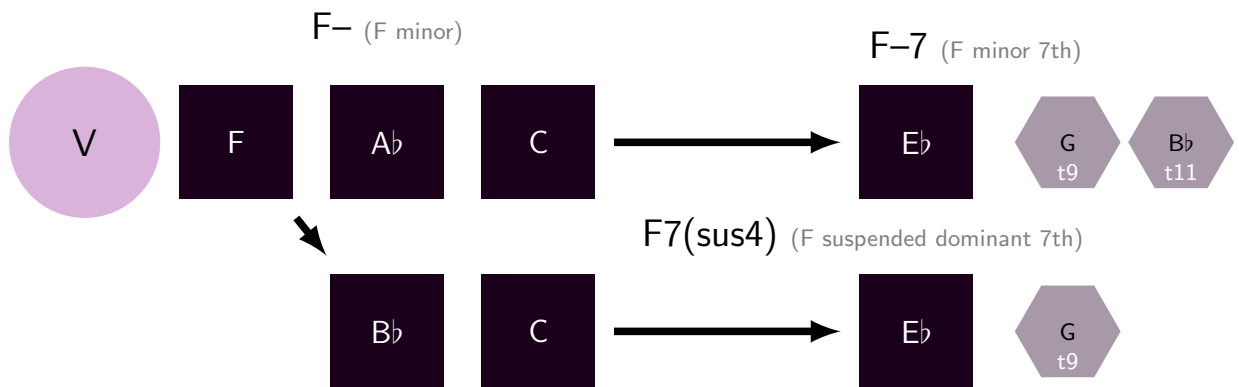 F– (F minor)
F–7 (F minor 7th)
V F A♭ C E♭ G B♭
t9 t11
F7(sus4) (F suspended dominant 7th)
B♭ C E♭ G
t9